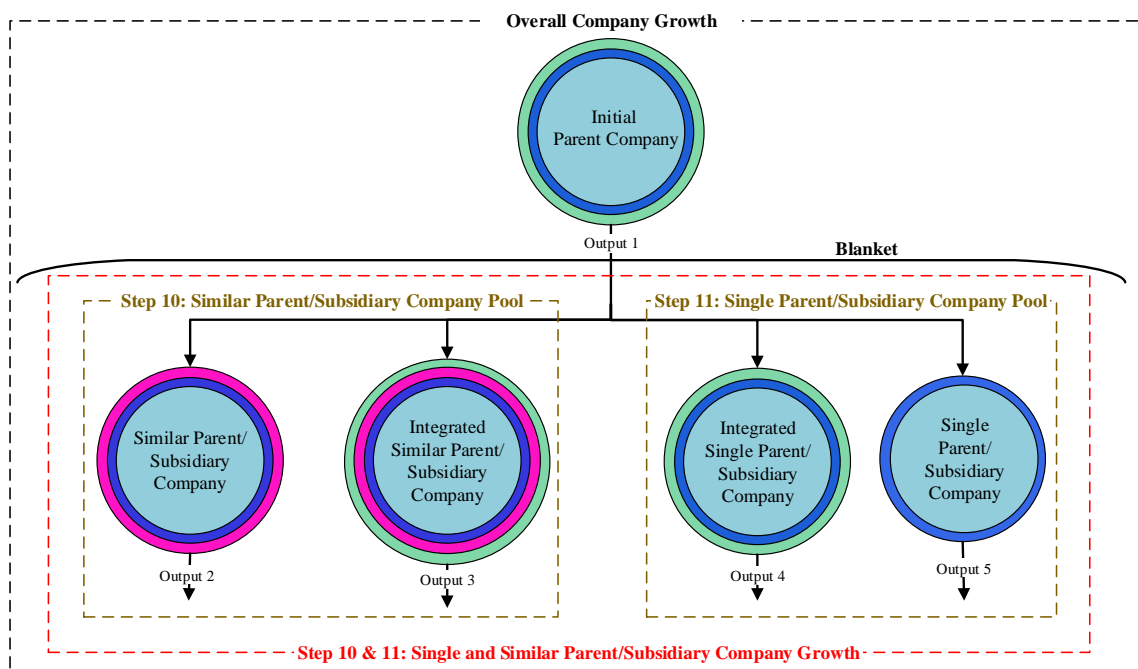 Overall Company Growth
Initial
Parent Company
Output 1
Blanket
Step 10: Similar Parent/Subsidiary Company Pool
Step 11: Single Parent/Subsidiary Company Pool
Similar Parent/
Subsidiary
Company
Integrated
Similar Parent/
Subsidiary
Company
Integrated
Single Parent/
Subsidiary
Company
Single
Parent/
Subsidiary
Company
Output 2
Output 3
Output 4
Output 5
Step 10 & 11: Single and Similar Parent/Subsidiary Company Growth